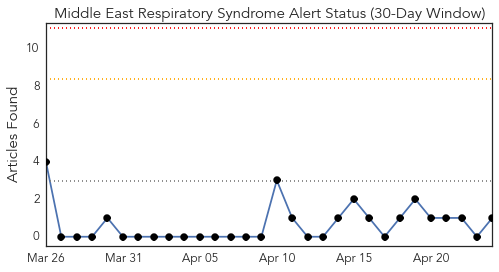 Middle East Respiratory Syndrome Alert Status (30-Day Window)
Articles Found
10
8
6
4
2
0
Mar 26
Mar 31
Apr 05
Apr 10
Apr 15
Apr 20